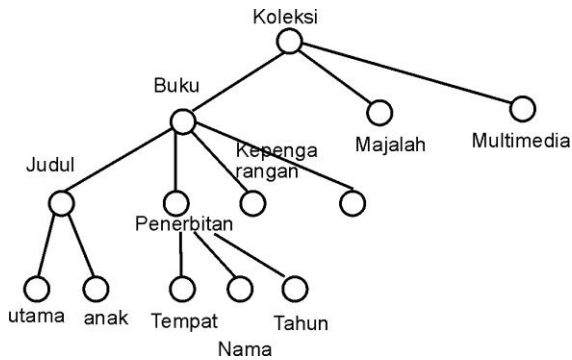 Koleksi
Buku
Majalah
Multimedia
Judul
Kepenga
rangan
Penerbitan
utama
anak
Tempat
Nama
Tahun